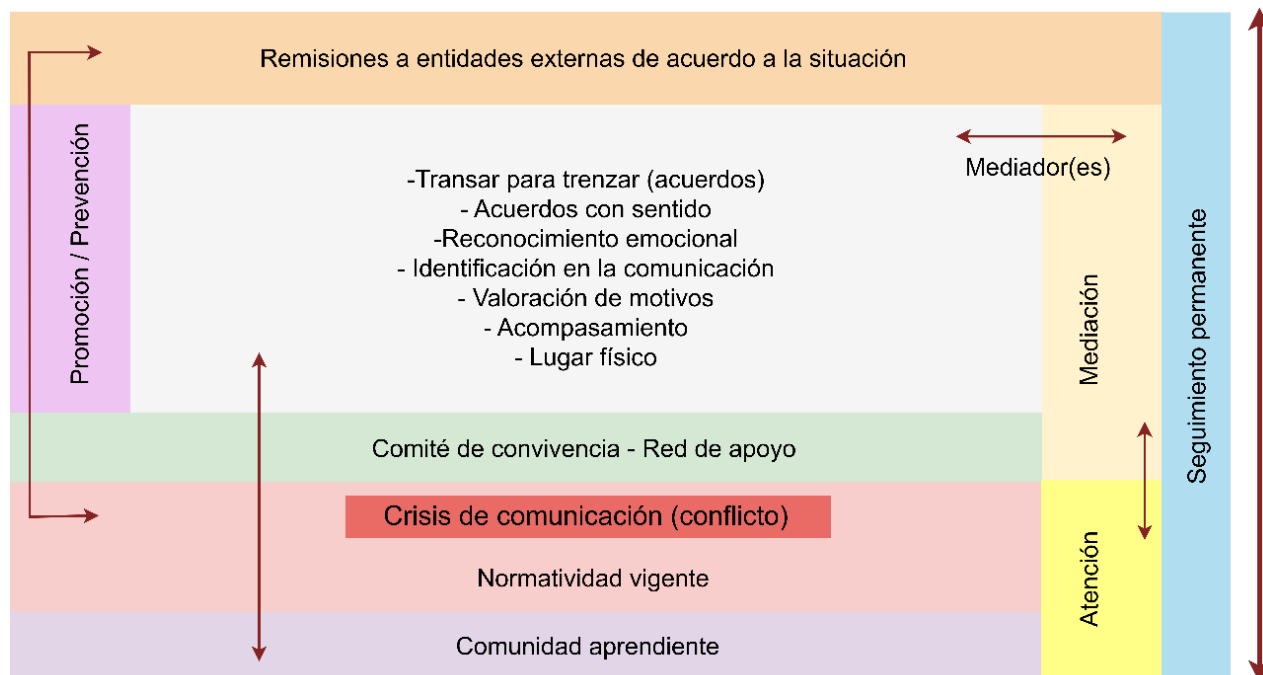 Remisiones a entidades externas de acuerdo a la situación
Promoción / Prevención
Mediador(es)
-Transar para trenzar (acuerdos)
- Acuerdos con sentido
-Reconocimiento emocional
- Identificación en la comunicación
- Valoración de motivos
- Acompasamiento
- Lugar físico
Mediación
Seguimiento permanente
Comité de convivencia - Red de apoyo
Crisis de comunicación (conflicto)
Normatividad vigente
Atención
Comunidad aprendiente